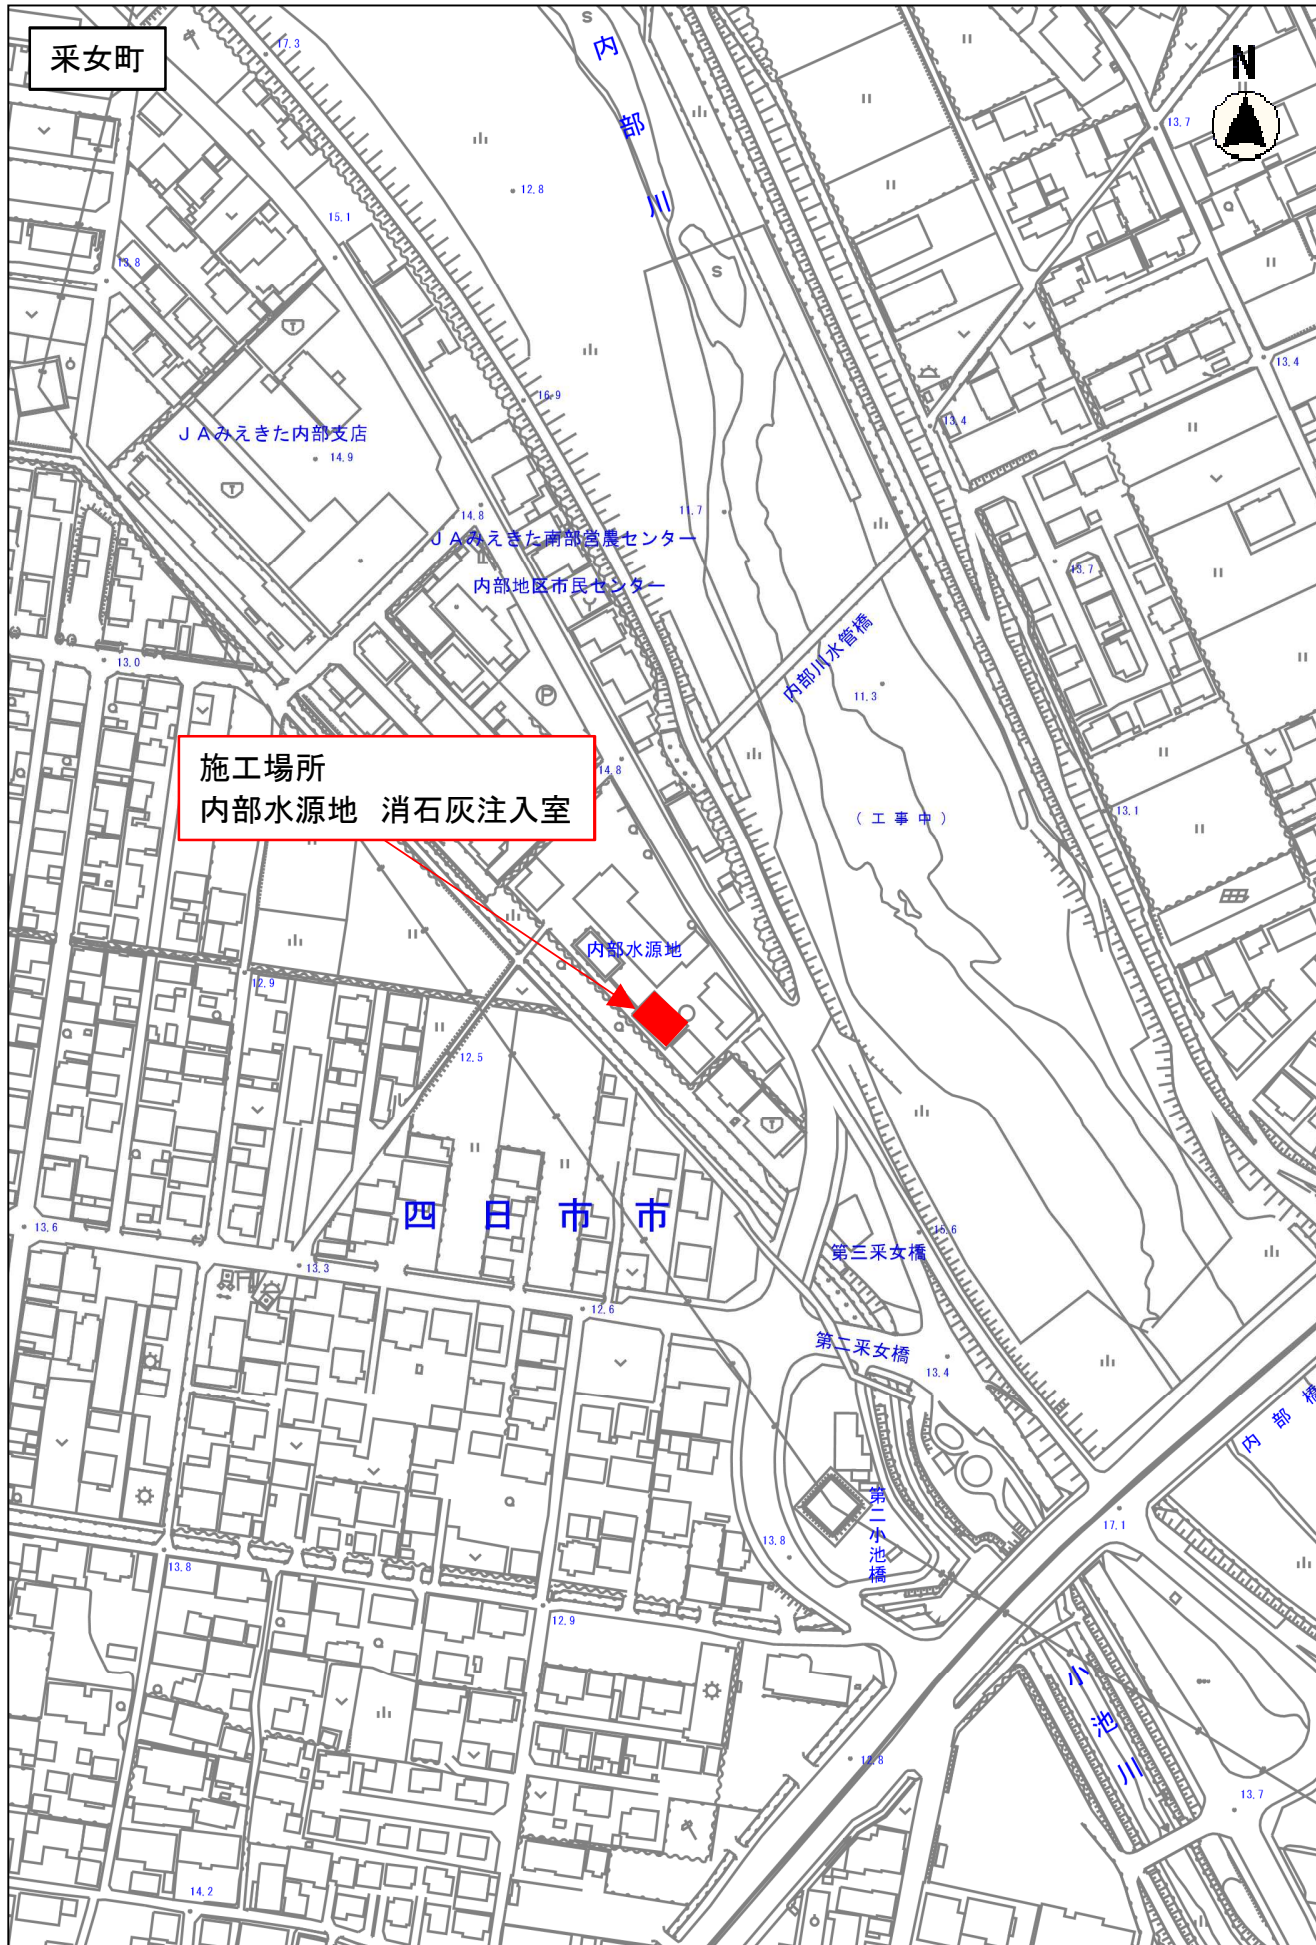 采女町
N
内部川
S
17.3
13.7
12.8
15.1
13.8
S
13.4
16.9
13.4
JAみえきた内部支店
14.9
14.8
11.7
JAみえきた南部営農センター
13.7
内部地区市民センター
内部川水管橋
13.0
11.3
P
施工場所
内部水源地 消石灰注入室
14.8
(工事中)
13.1
内部水源地
12.9
12.5
四日市市
13.6
15.6
第三采女橋
13.3
12.6
第二采女橋
13.4
内部橋
第二小池橋
17.1
13.8
13.8
12.9
小池川
12.8
13.7
14.2